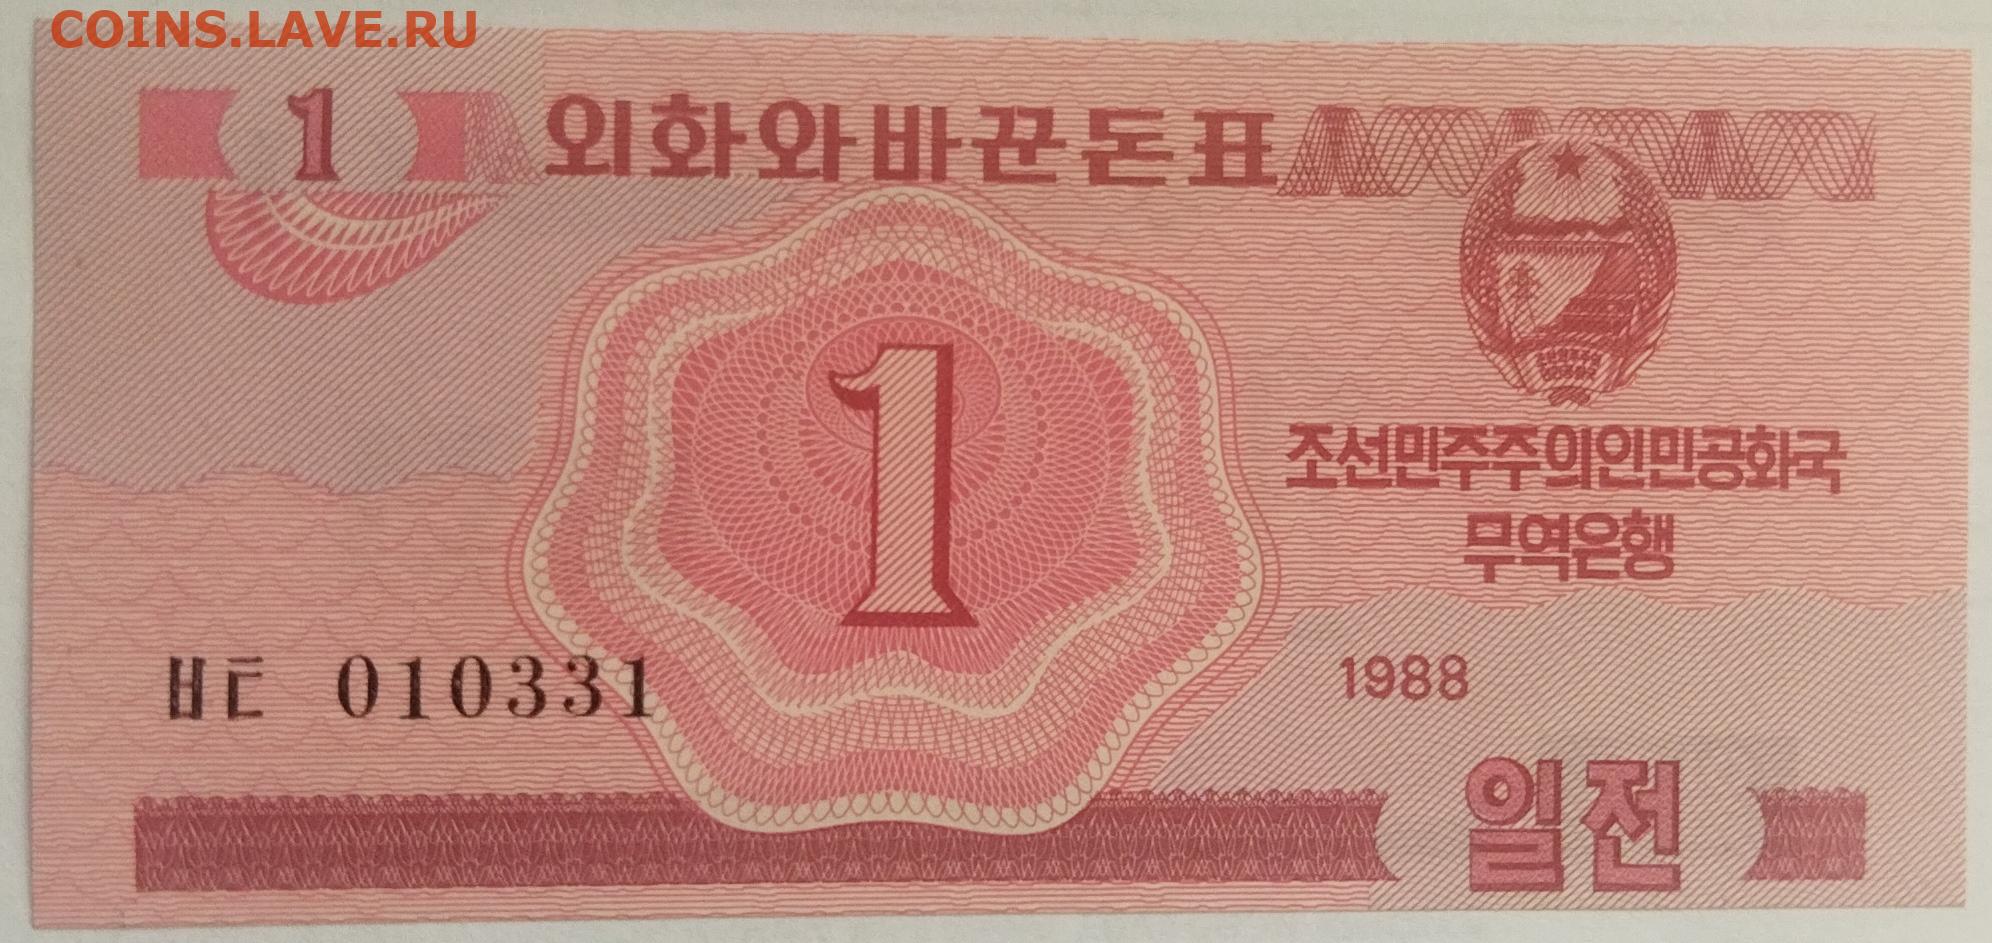 COINS.LAVE.RU
1 외화와바꾼돈표
1
조선민주주의인민공화국
무역은행
ㅂㅌ 010331
1988
일전